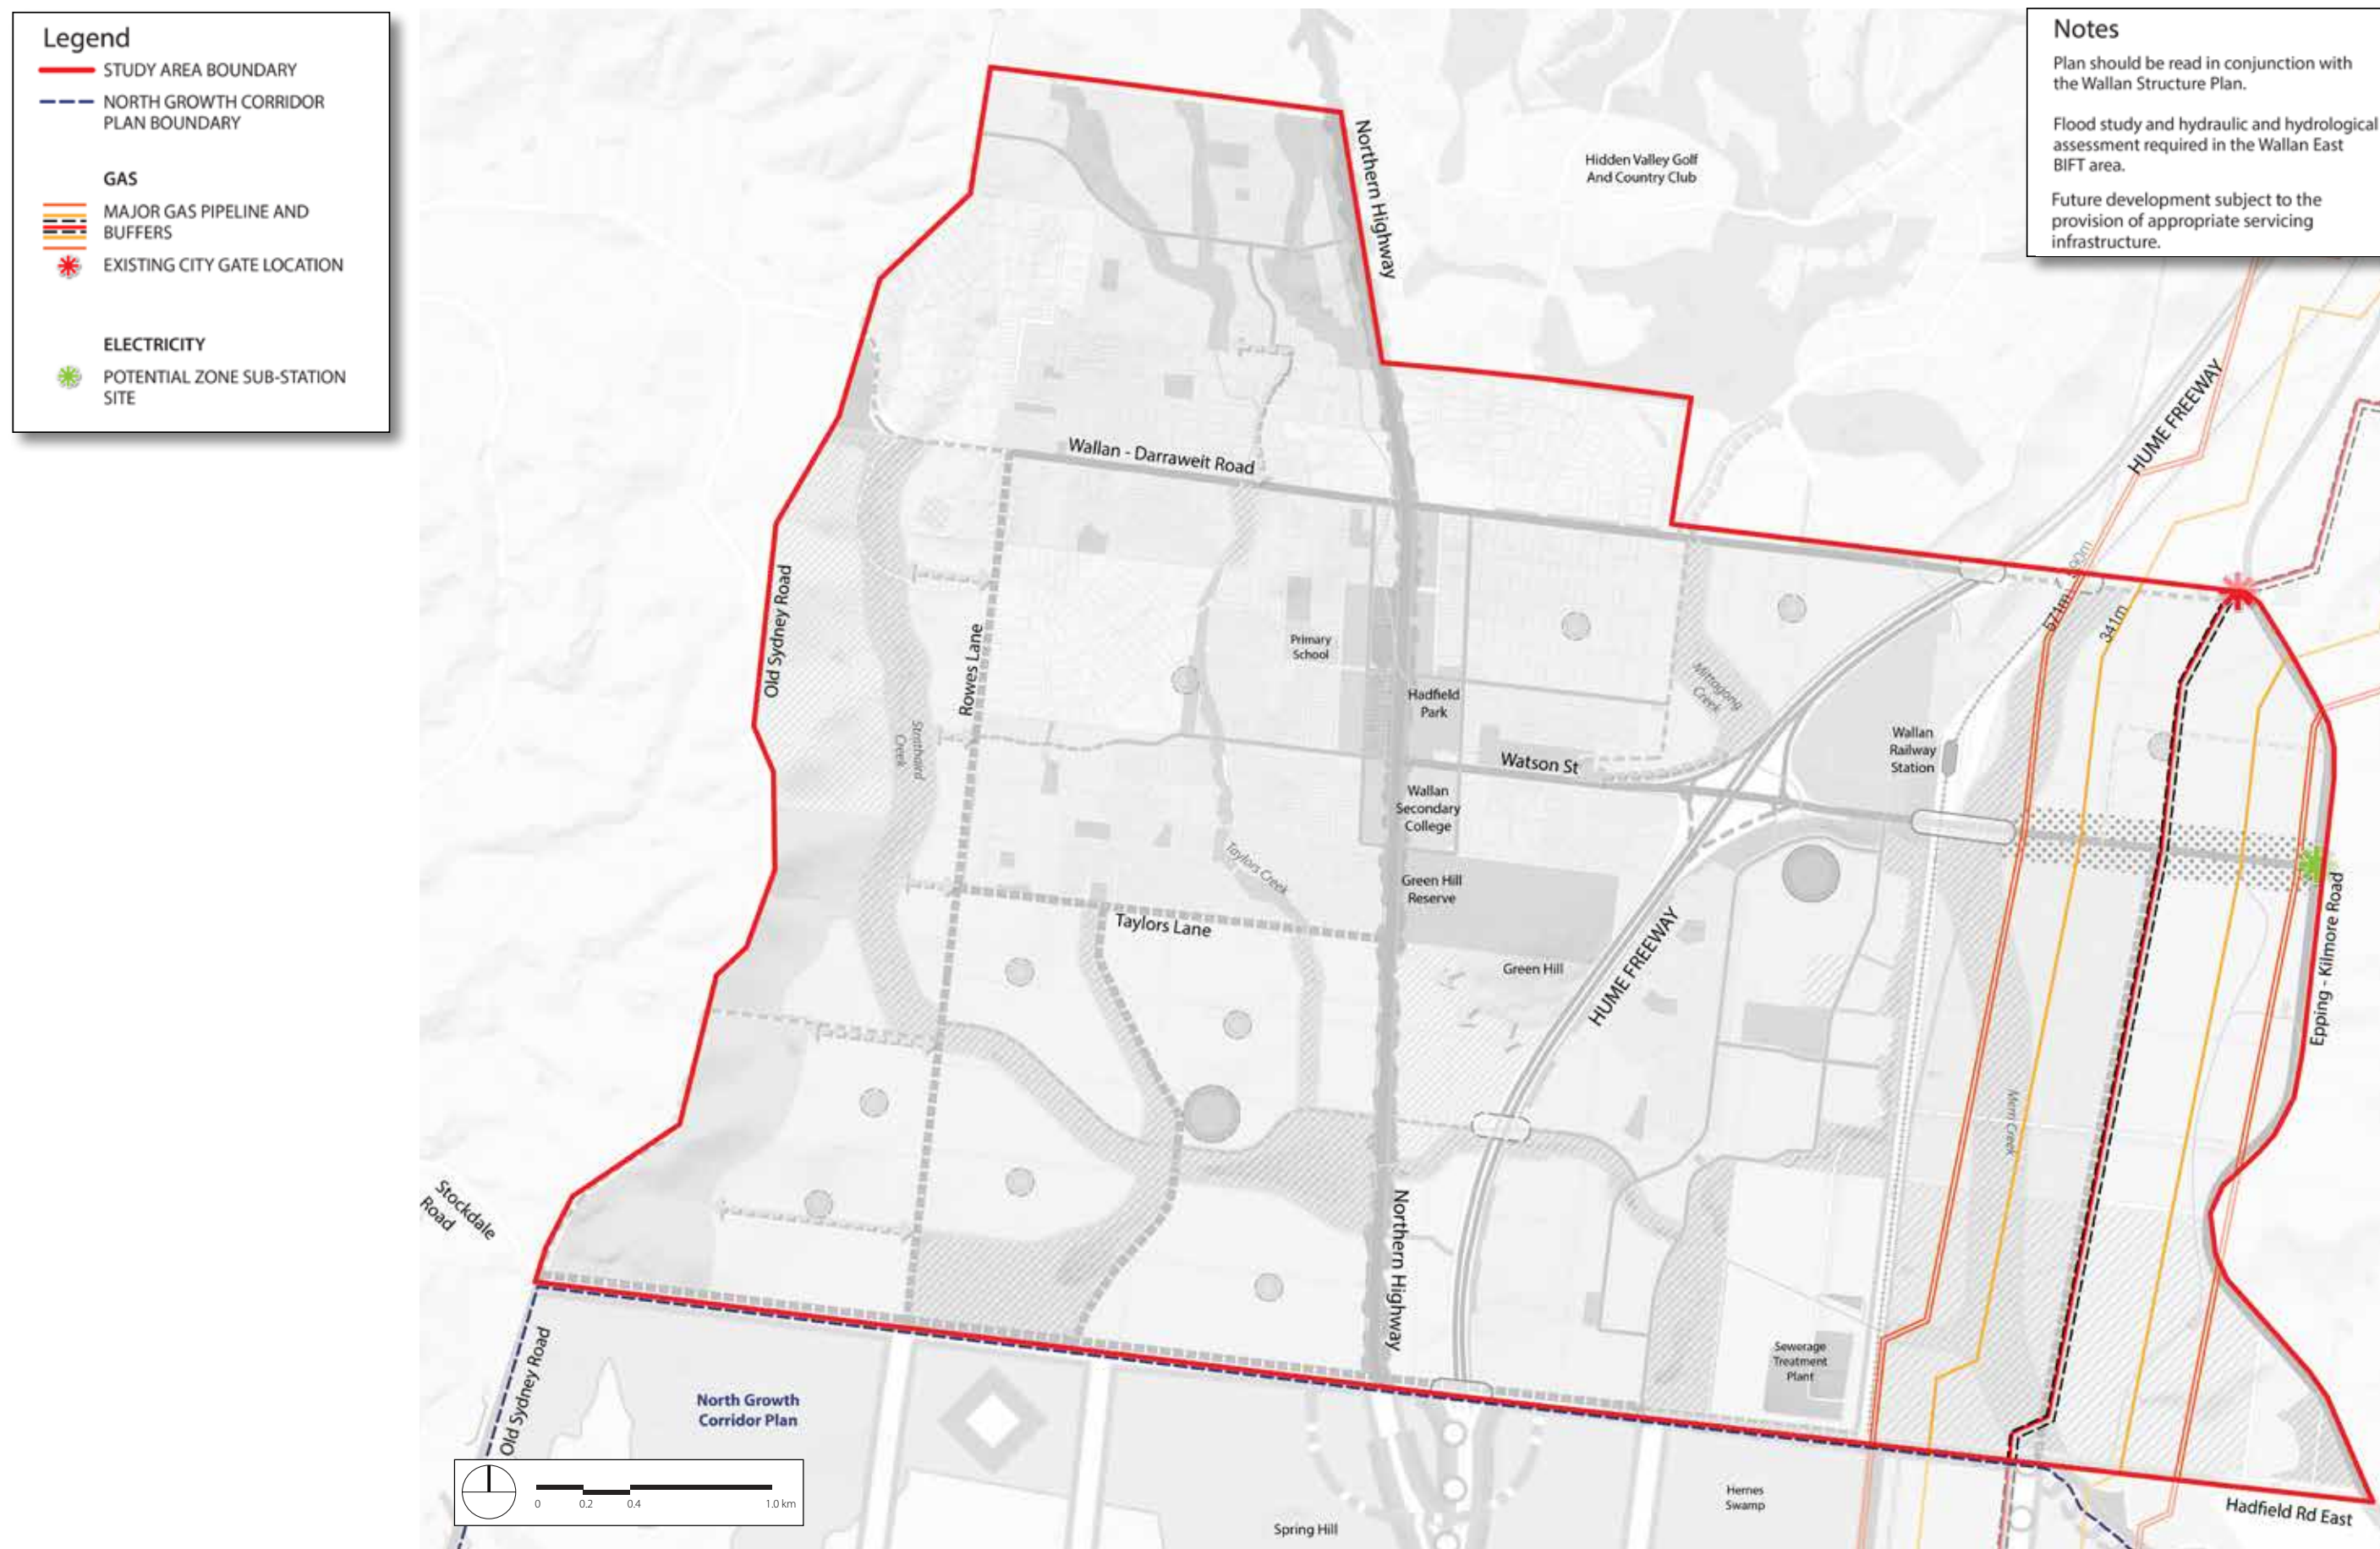 Legend
STUDY AREA BOUNDARY
NORTH GROWTH CORRIDOR
PLAN BOUNDARY
GAS
MAJOR GAS PIPELINE AND
BUFFERS
EXISTING CITY GATE LOCATION
ELECTRICITY
POTENTIAL ZONE SUB-STATION
SITE
Notes
Plan should be read in conjunction with
the Wallan Structure Plan.
Flood study and hydraulic and hydrological
assessment required in the Wallan East
BIFT area.
Future development subject to the
provision of appropriate servicing
infrastructure.
Northern Highway
Hidden Valley Golf
And Country Club
HUME FREEWAY
Wallan - Darraweit Road
571m
341m
Old Sydney Road
Rowes Lane
Primary
School
Hadfield
Park
Mittagong
Creek
Strathaird
Creek
Wallan
Railway
Station
Watson St
Wallan
Secondary
College
Taylors Creek
Green Hill
Reserve
Taylors Lane
Green Hill
HUME FREEWAY
Epping - Kilmore Road
Merri Creek
Stockdale
Road
Northern Highway
Sewerage
Treatment
Plant
Old Sydney Road
North Growth
Corridor Plan
0
0.2
0.4
1.0 km
Hernes
Swamp
Spring Hill
Hadfield Rd East